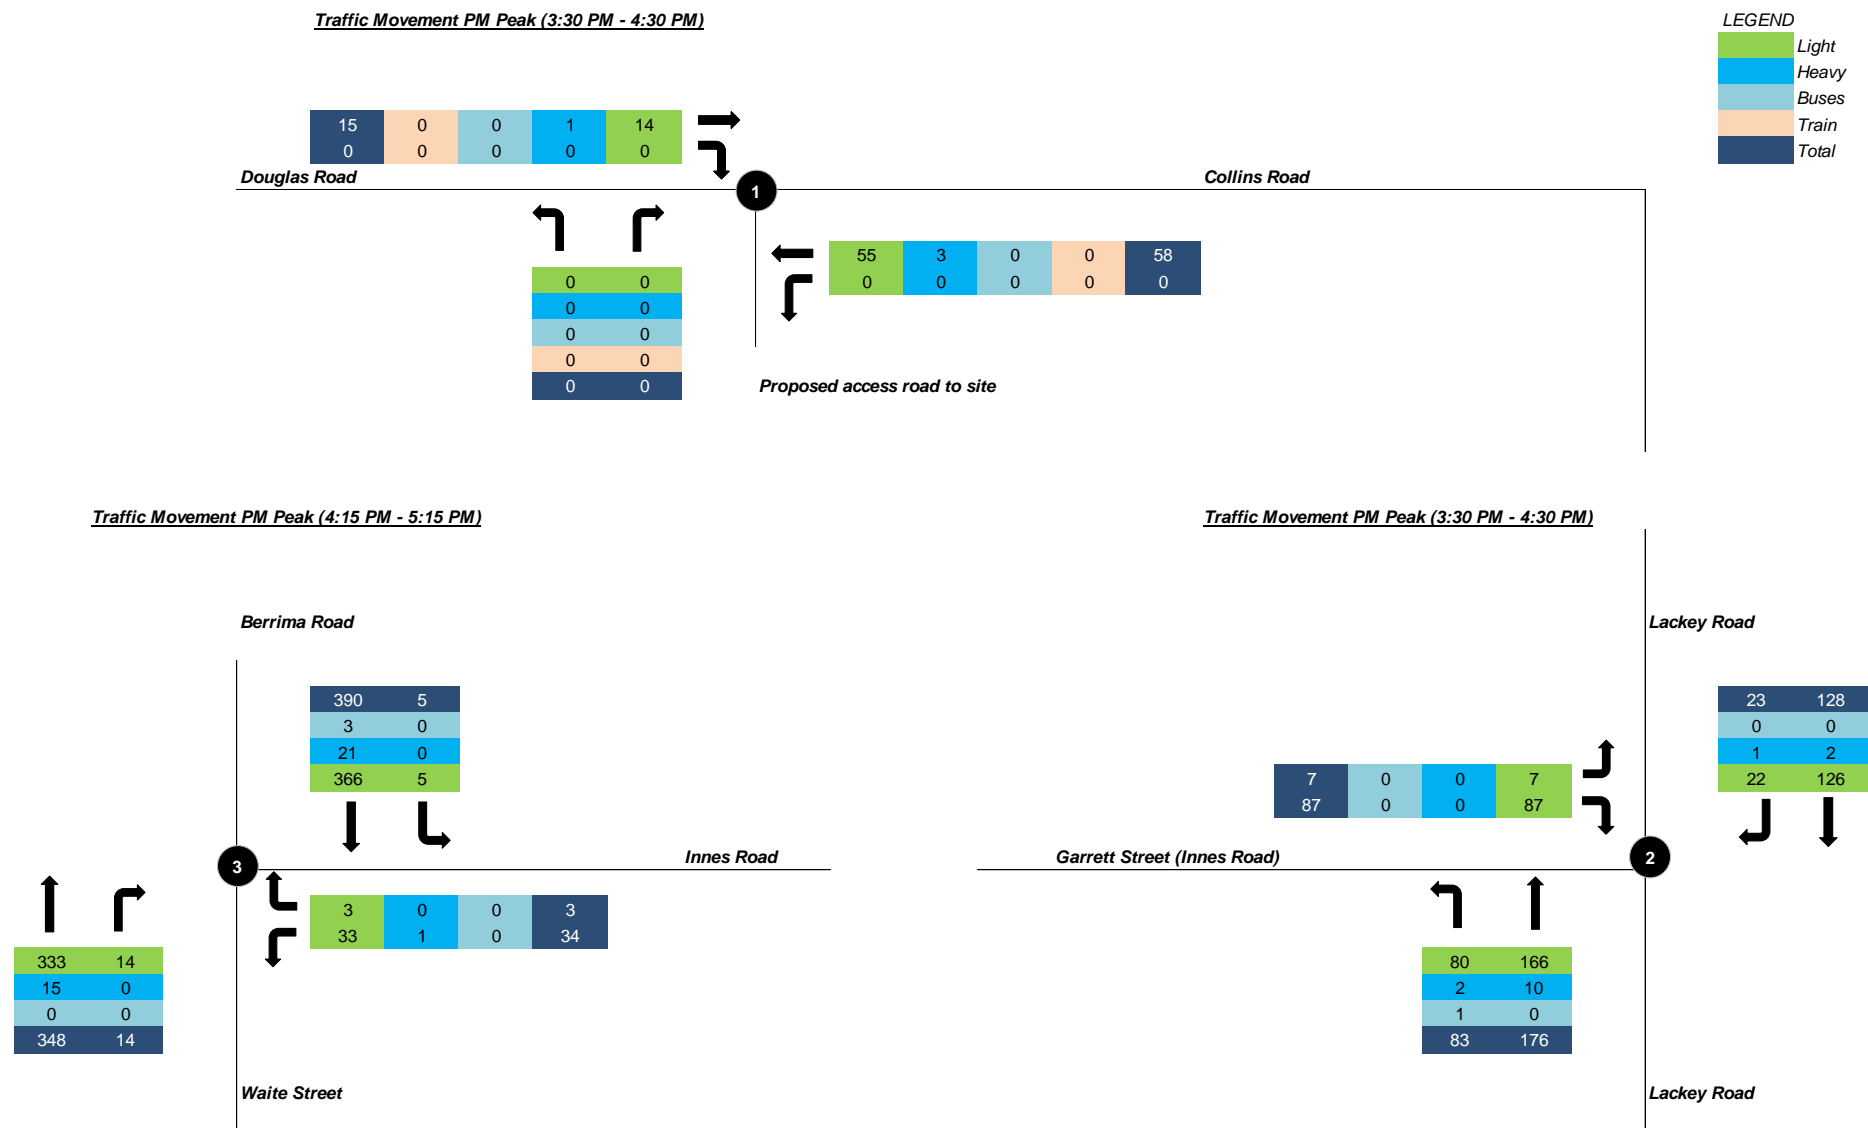 Traffic Movement PM Peak (3:30 PM - 4:30 PM)
LEGEND
Light
Heavy
Buses
Train
Total
15 0 0 1 14
0 0 0 0 0
Douglas Road
1
Collins Road
55 3 0 0 58
0 0 0 0 0
0 0
0 0
0 0
0 0
0 0
Proposed access road to site
Traffic Movement PM Peak (4:15 PM - 5:15 PM)
Berrima Road
390 5
3 0
21 0
366 5
3
Innes Road
3 0 0 3
33 1 0 34
333 14
15 0
0 0
348 14
Waite Street
Traffic Movement PM Peak (3:30 PM - 4:30 PM)
Lackey Road
23 128
0 0
1 2
22 126
7 0 0 7
87 0 0 87
Garrett Street (Innes Road)
2
80 166
2 10
1 0
83 176
Lackey Road